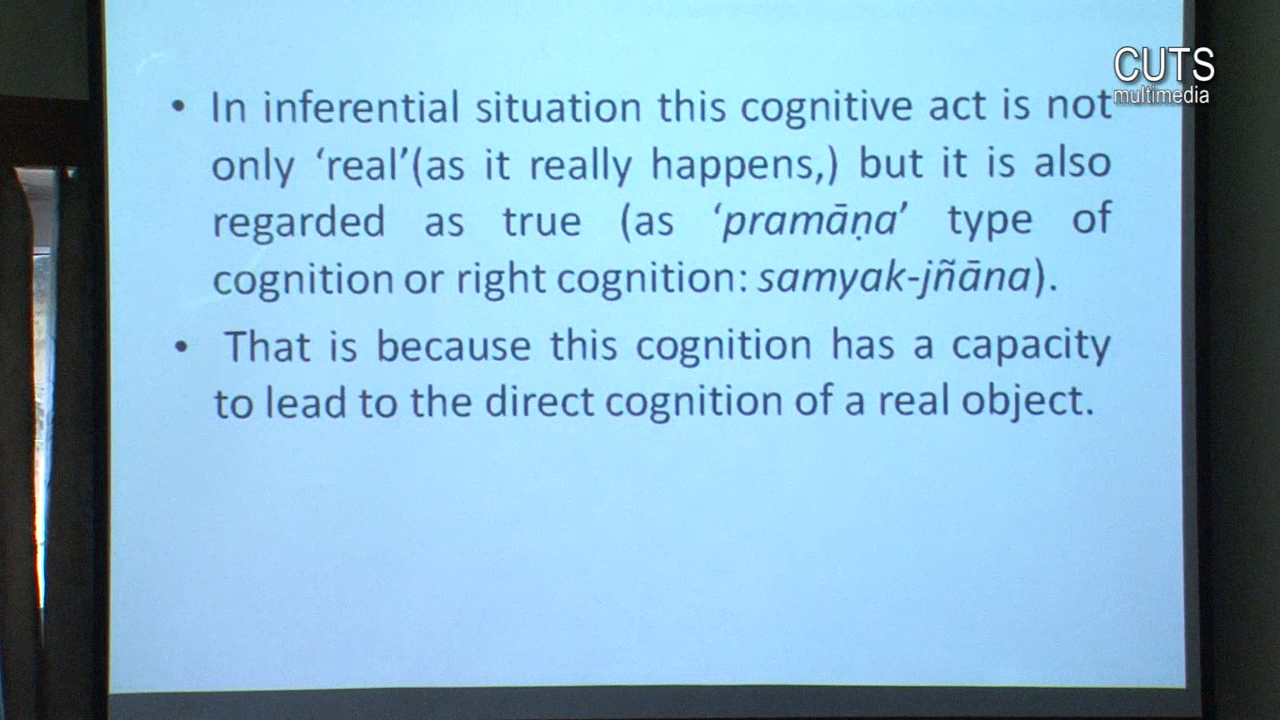 CUTS
multimedia
• In inferential situation this cognitive act is not
only ‘real’(as it really happens,) but it is also
regarded as true (as ‘pramāṇa’ type of
cognition or right cognition: samyak-jñāna).
• That is because this cognition has a capacity
to lead to the direct cognition of a real object.